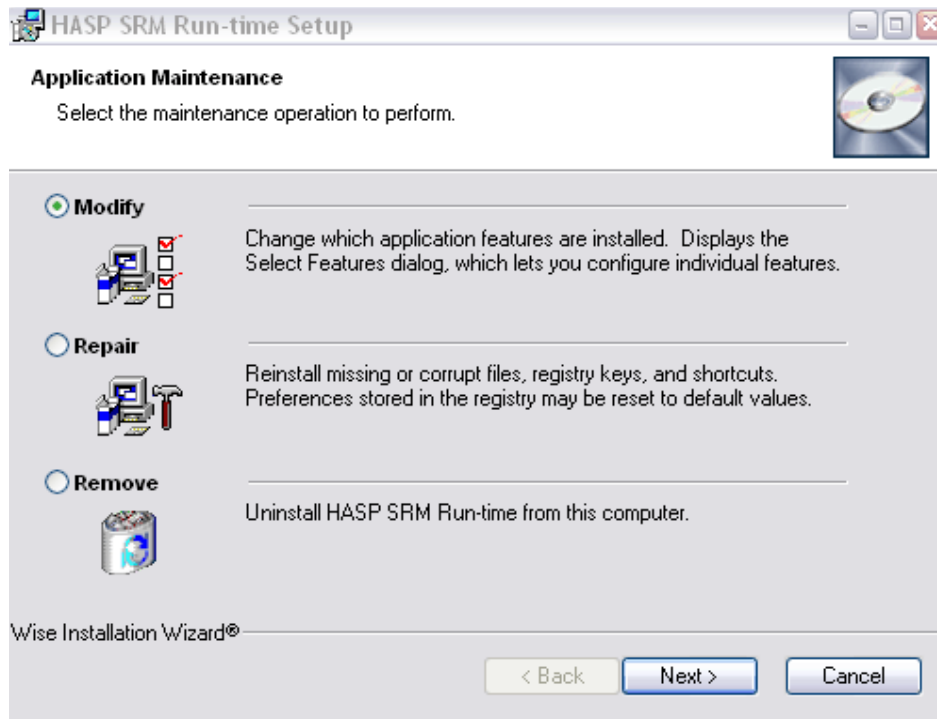 HASP SRM Run-time Setup
Application Maintenance
Select the maintenance operation to perform.
Modify
Change which application features are installed.  Displays the
Select Features dialog, which lets you configure individual features.
Repair
Reinstall missing or corrupt files, registry keys, and shortcuts.
Preferences stored in the registry may be reset to default values.
Remove
Uninstall HASP SRM Run-time from this computer.
Wise Installation Wizard®
< Back
Next >
Cancel